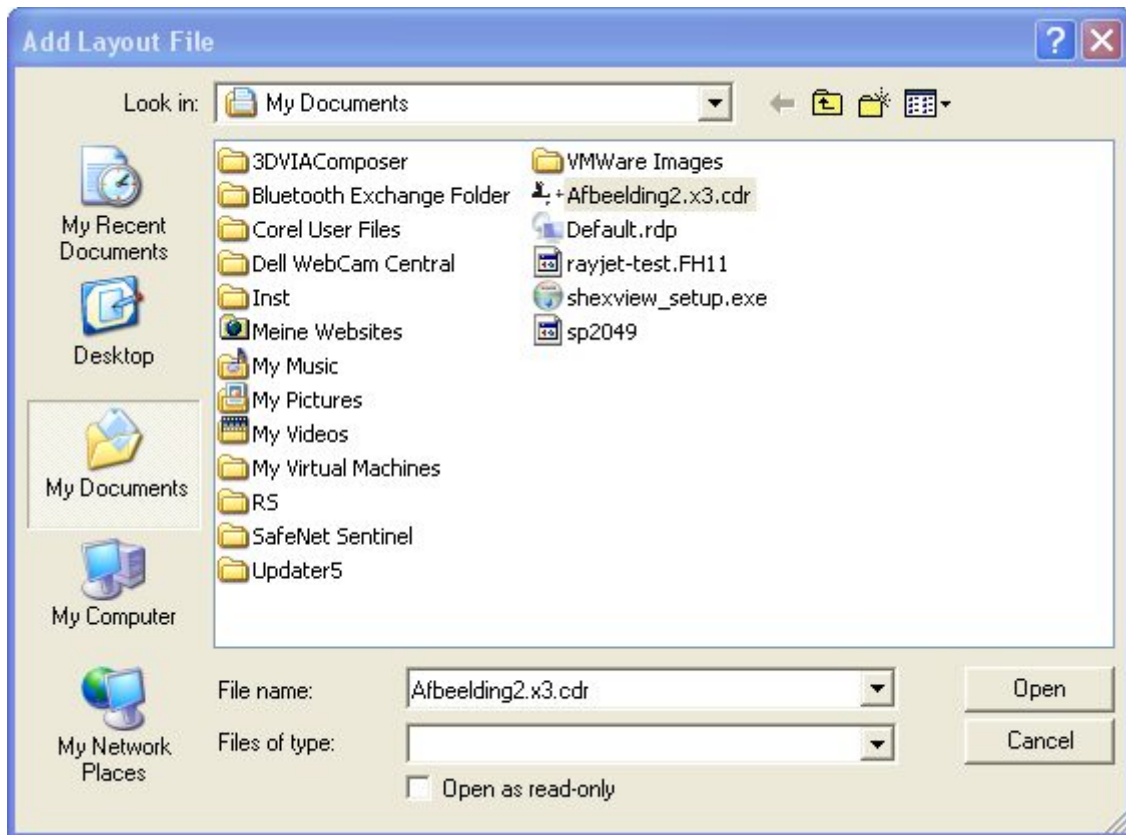 Add Layout File
Look in: My Documents
My Recent Documents
Desktop
My Documents
My Computer
My Network Places
3DVIAComposer
Bluetooth Exchange Folder
Corel User Files
Dell WebCam Central
Inst
Meine Websites
My Music
My Pictures
My Videos
My Virtual Machines
RS
SafeNet Sentinel
Updater5
VMWare Images
Afbeelding2.x3.cdr
Default.rdp
rayjet-test.FH11
shexview_setup.exe
sp2049
File name: Afbeelding2.x3.cdr Open
Files of type: Cancel
Open as read-only